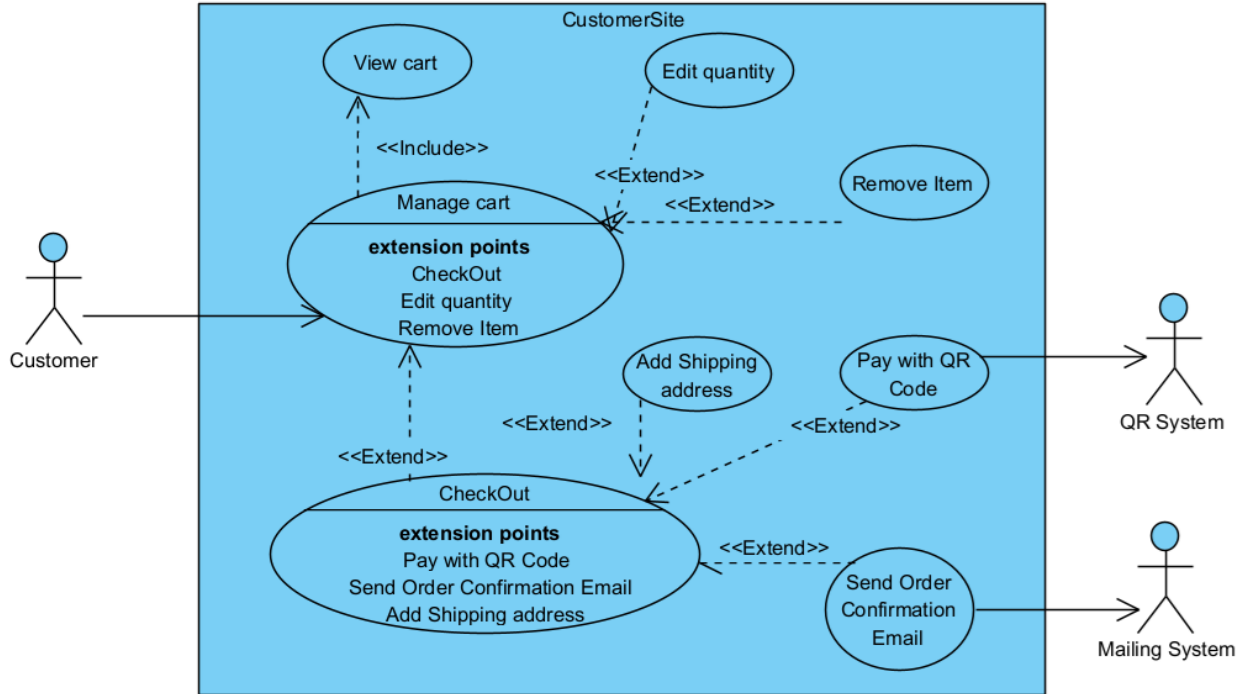 CustomerSite
View cart
Edit quantity
<<Include>>
<<Extend>>
Remove Item
<<Extend>>
Manage cart
extension points
CheckOut
Edit quantity
Remove Item
Customer
Add Shipping
address
Pay with QR
Code
QR System
<<Extend>>
<<Extend>>
<<Extend>>
CheckOut
extension points
Pay with QR Code
Send Order Confirmation Email
Add Shipping address
<<Extend>>
Send Order
Confirmation
Email
Mailing System